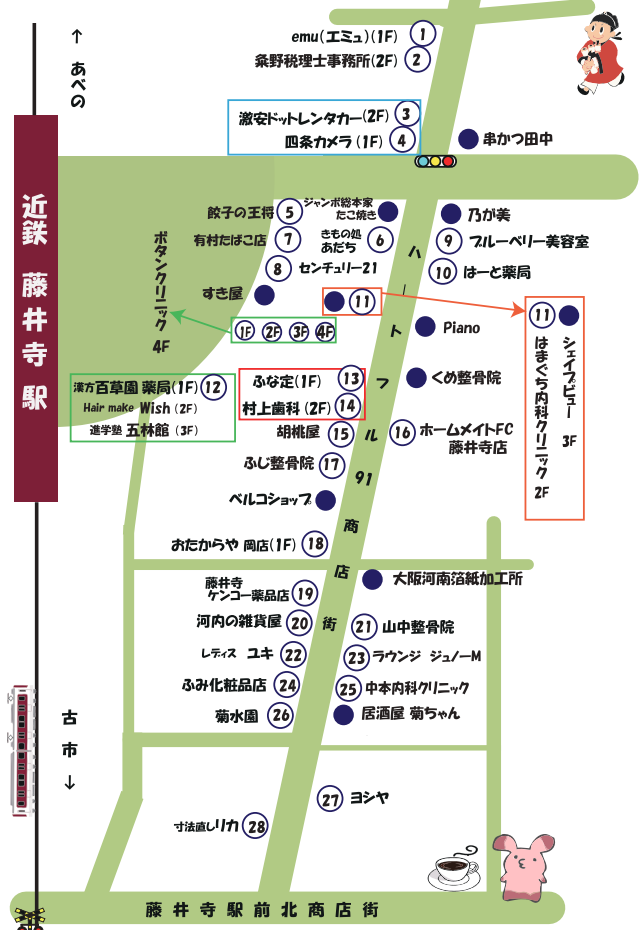 emu(エミュ)(1F) 1
粂野税理士事務所(2F) 2
↑ あべの
激安ドットレンタカー(2F) 3
四条カメラ(1F) 4
串かつ田中
近鉄 藤井寺駅
餃子の王将 5
ジャンボ総本家
たこ焼き
乃が美
有村たばこ店 7
きもの処
あだち 6
9 ブルーベリー美容室
8 センチュリー21
10 はーと薬局
すき屋
11
ボタンクリニック 4F
1F 2F 3F 4F
Piano
11
はまぐち内科クリニック 2F
シェイプビュー 3F
漢方百草園 薬局(1F) 12
Hair make Wish (2F)
進学塾 五林館 (3F)
ふな定(1F) 13
村上歯科(2F) 14
くめ整骨院
胡桃屋 15
16 ホームメイトFC
藤井寺店
ふじ整骨院 17
ベルコショップ
ハートフル91商店街
おたからや 岡店(1F) 18
大阪河南箔紙加工所
藤井寺
ケンコー薬品店 19
河内の雑貨屋 20
21 山中整骨院
レディス ユキ 22
23 ラウンジ ジュノーM
ふみ化粧品店 24
25 中本内科クリニック
菊水園 26
居酒屋 菊ちゃん
古市 ↓
27 ヨシヤ
寸法直しリカ 28
藤井寺駅前北商店街